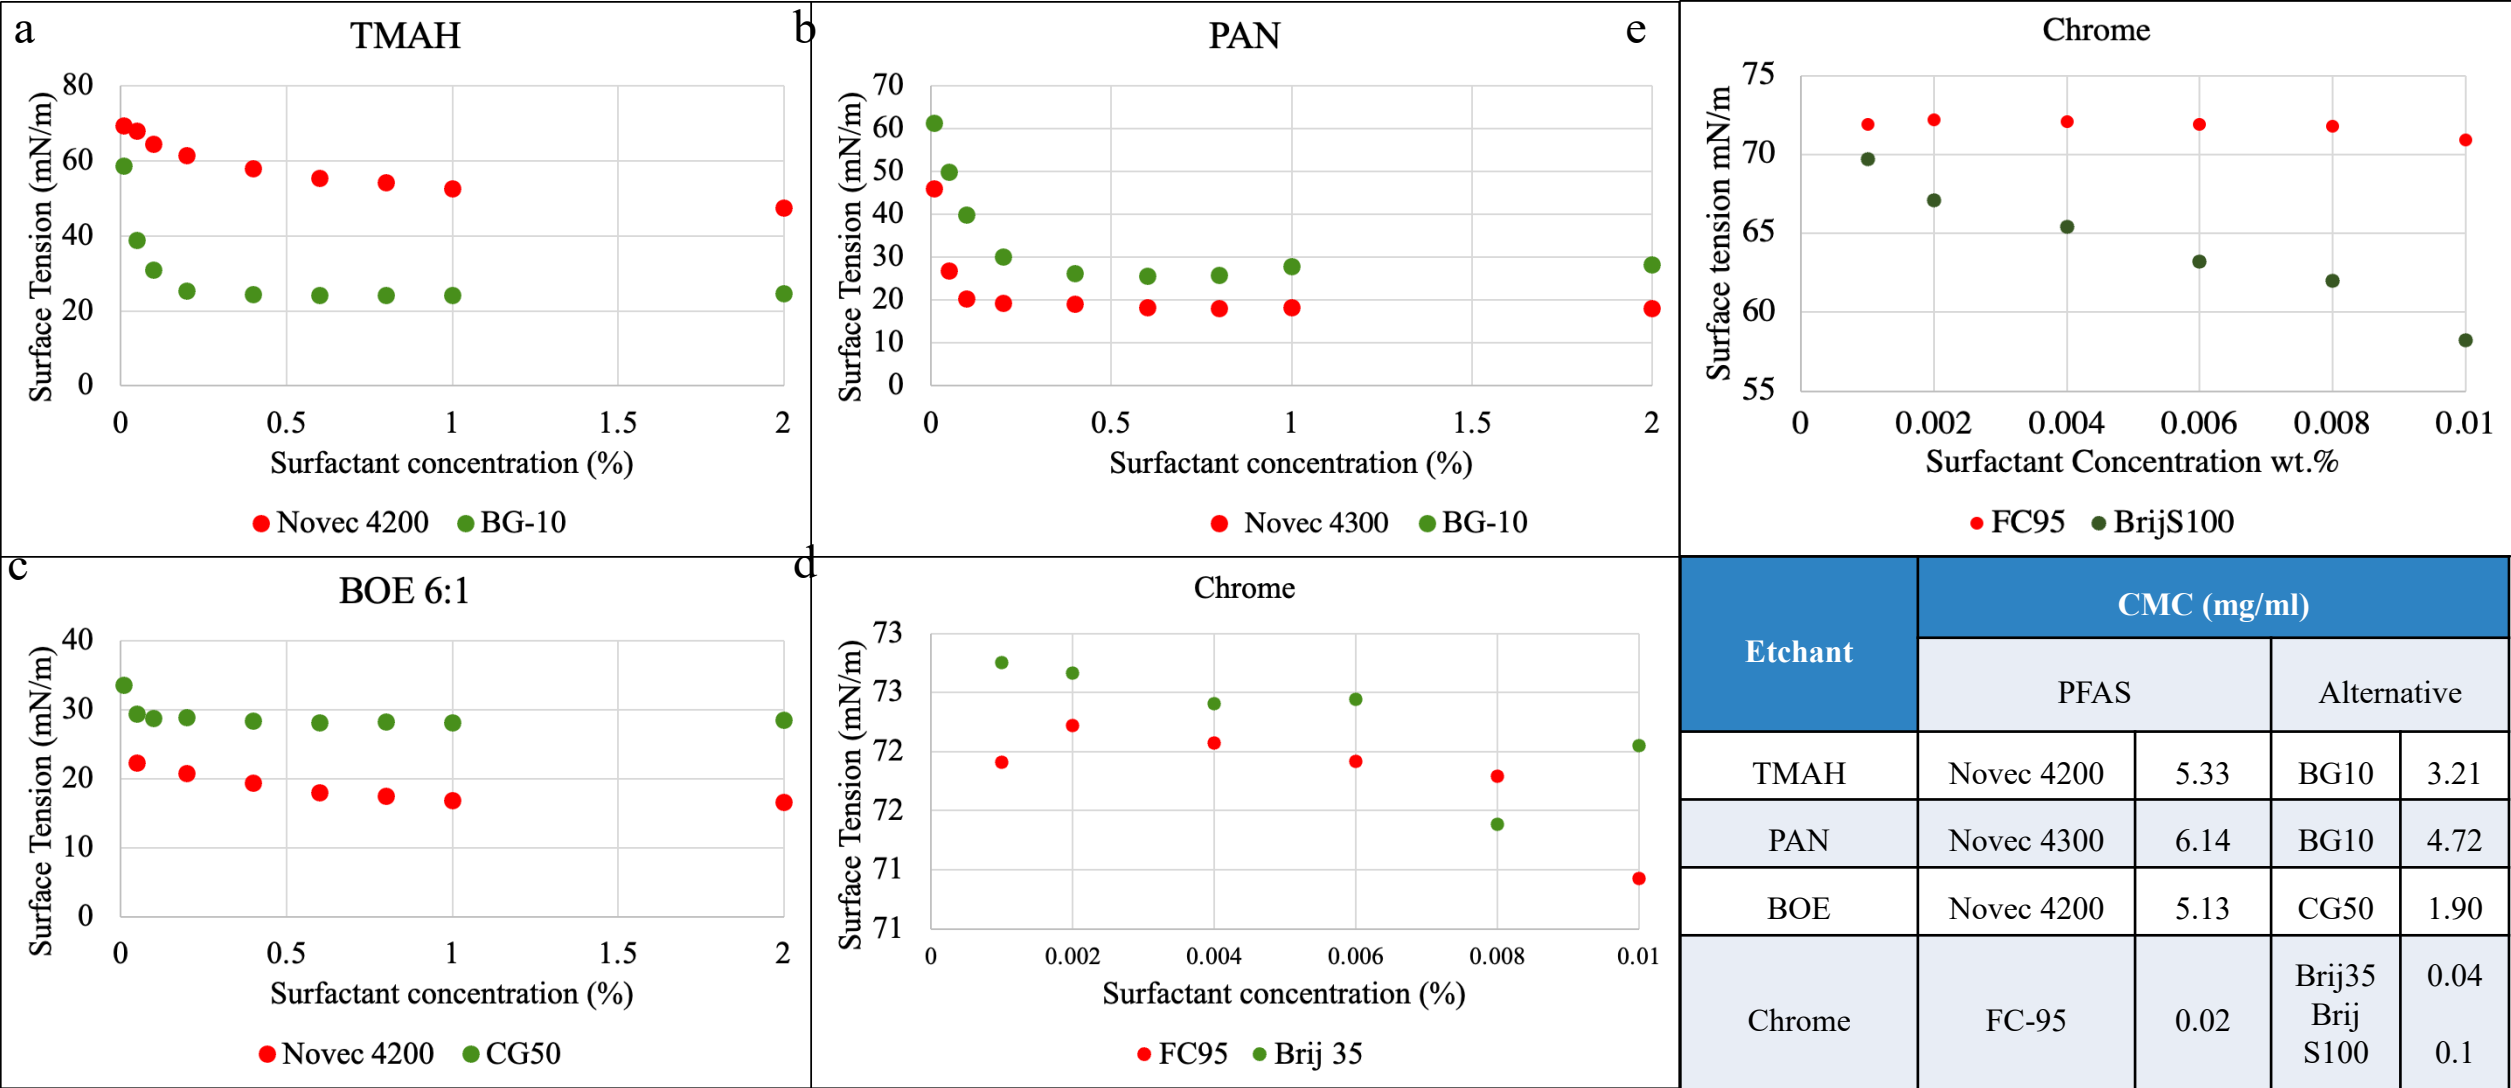 a
TMAH
Surface Tension (mN/m)
80
60
40
20
0
0 0.5 1 1.5 2
Surfactant concentration (%)
Novec 4200 BG-10
b
PAN
Surface Tension (mN/m)
70
60
50
40
30
20
10
0
0 0.5 1 1.5 2
Surfactant concentration (%)
Novec 4300 BG-10
e
Chrome
Surface tension mN/m
75
70
65
60
55
0 0.002 0.004 0.006 0.008 0.01
Surfactant Concentration wt.%
FC95 BrijS100
c
BOE 6:1
Surface Tension (mN/m)
40
30
20
10
0
0 0.5 1 1.5 2
Surfactant concentration (%)
Novec 4200 CG50
d
Chrome
Surface Tension (mN/m)
73
73
72
72
71
71
0 0.002 0.004 0.006 0.008 0.01
Surfactant concentration (%)
FC95 Brij 35
Etchant CMC (mg/ml)
PFAS Alternative
TMAH Novec 4200 5.33 BG10 3.21
PAN Novec 4300 6.14 BG10 4.72
BOE Novec 4200 5.13 CG50 1.90
Chrome FC-95 0.02
Brij35 0.04
Brij
S100 0.1